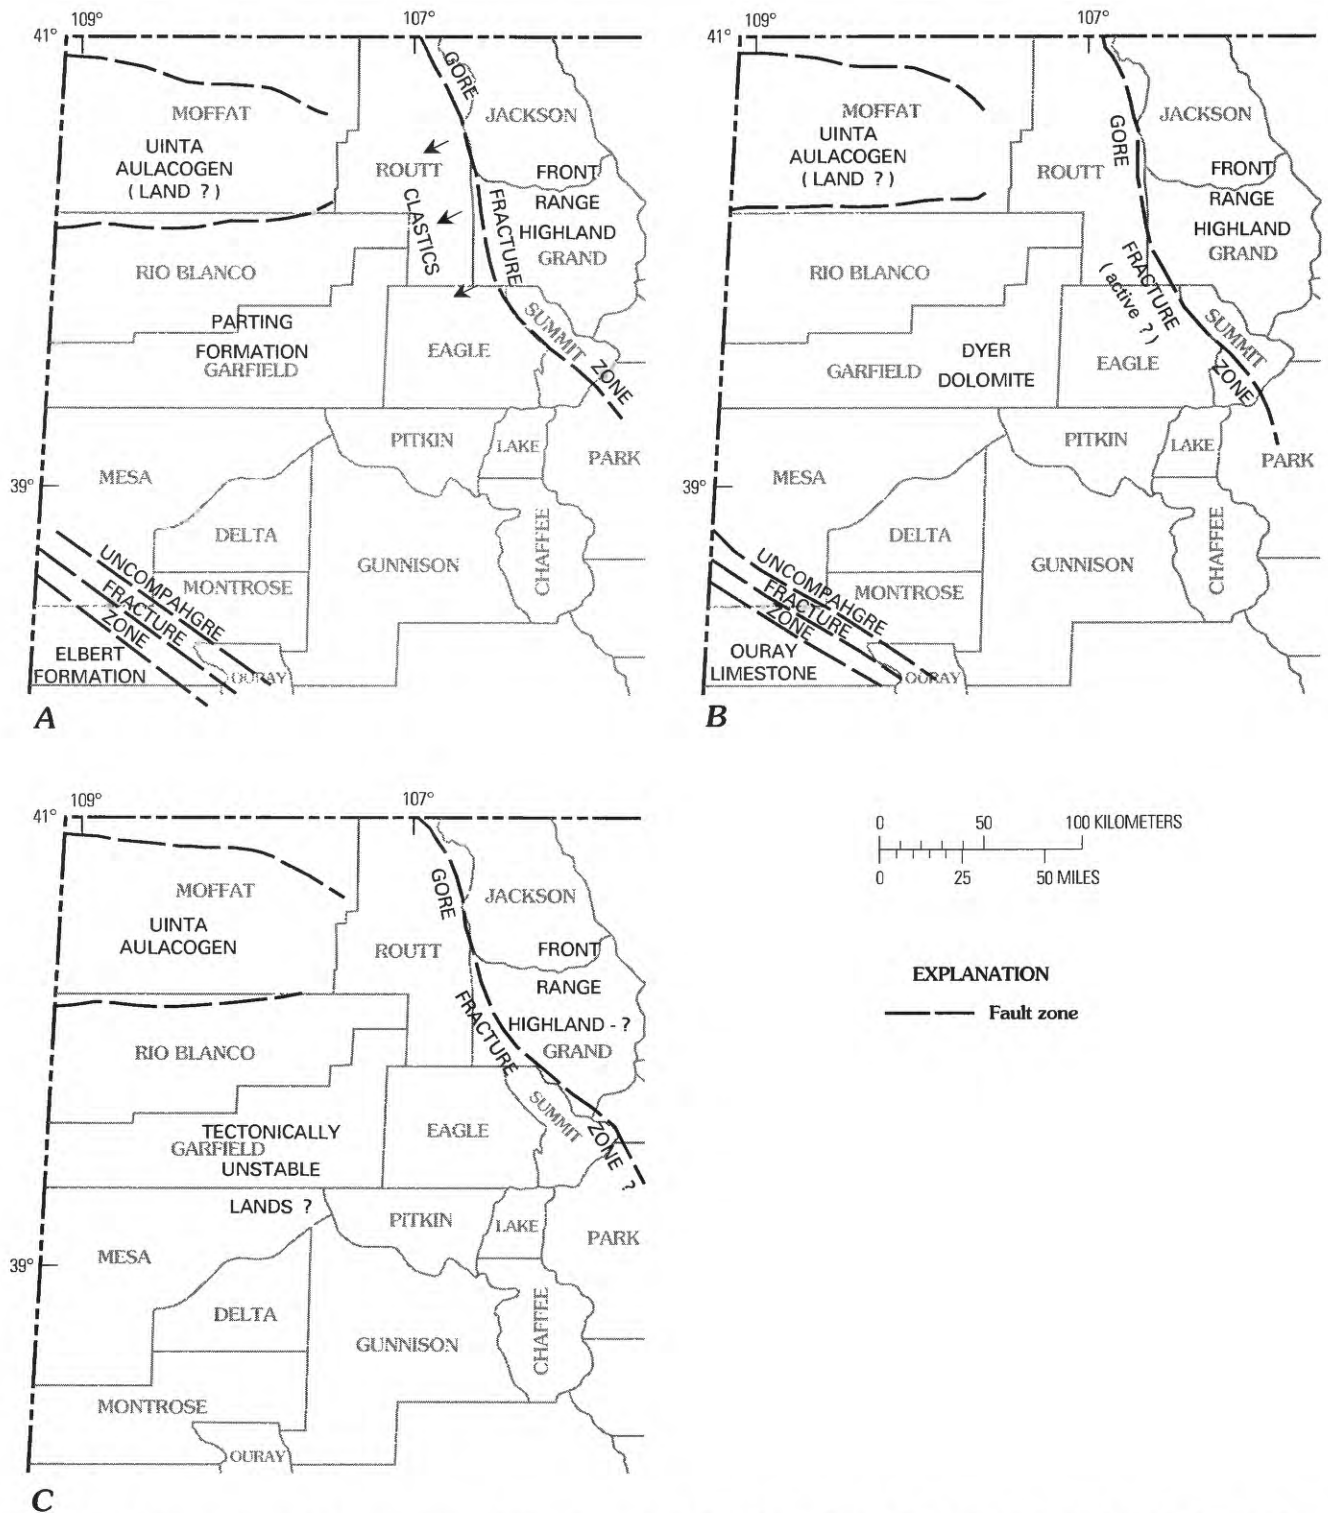 109°
107°
41°
GORE
MOFFAT
JACKSON
UINTA
AULACOGEN
( LAND ? )
ROUTT
FRONT
CLASTICS
FRACTURE
RANGE
HIGHLAND
GRAND
RIO BLANCO
PARTING
FORMATION
GARFIELD
EAGLE
SUMMIT
ZONE
PITKIN
LAKE
PARK
MESA
39°
DELTA
CHAFFEE
GUNNISON
UNCOMPAHGRE
FRACTURE
ZONE
MONTROSE
ELBERT
FORMATION
OURAY
A
109°
107°
41°
MOFFAT
JACKSON
GORE
UINTA
AULACOGEN
( LAND ? )
ROUTT
FRONT
RANGE
HIGHLAND
GRAND
RIO BLANCO
FRACTURE
( active ? )
SUMMIT
DYER
DOLOMITE
GARFIELD
EAGLE
ZONE
PITKIN
LAKE
PARK
MESA
39°
DELTA
CHAFFEE
GUNNISON
UNCOMPAHGRE
FRACTURE
ZONE
MONTROSE
OURAY
LIMESTONE
OURAY
B
109°
107°
41°
GORE
MOFFAT
JACKSON
UINTA
AULACOGEN
ROUTT
FRONT
RANGE
FRACTURE
HIGHLAND - ?
GRAND
RIO BLANCO
SUMMIT
TECTONICALLY
GARFIELD
EAGLE
ZONE ?
UNSTABLE
LANDS ?
PITKIN
LAKE
PARK
MESA
39°
DELTA
CHAFFEE
GUNNISON
MONTROSE
OURAY
C
0 50 100 KILOMETERS
0 25 50 MILES
EXPLANATION
Fault zone